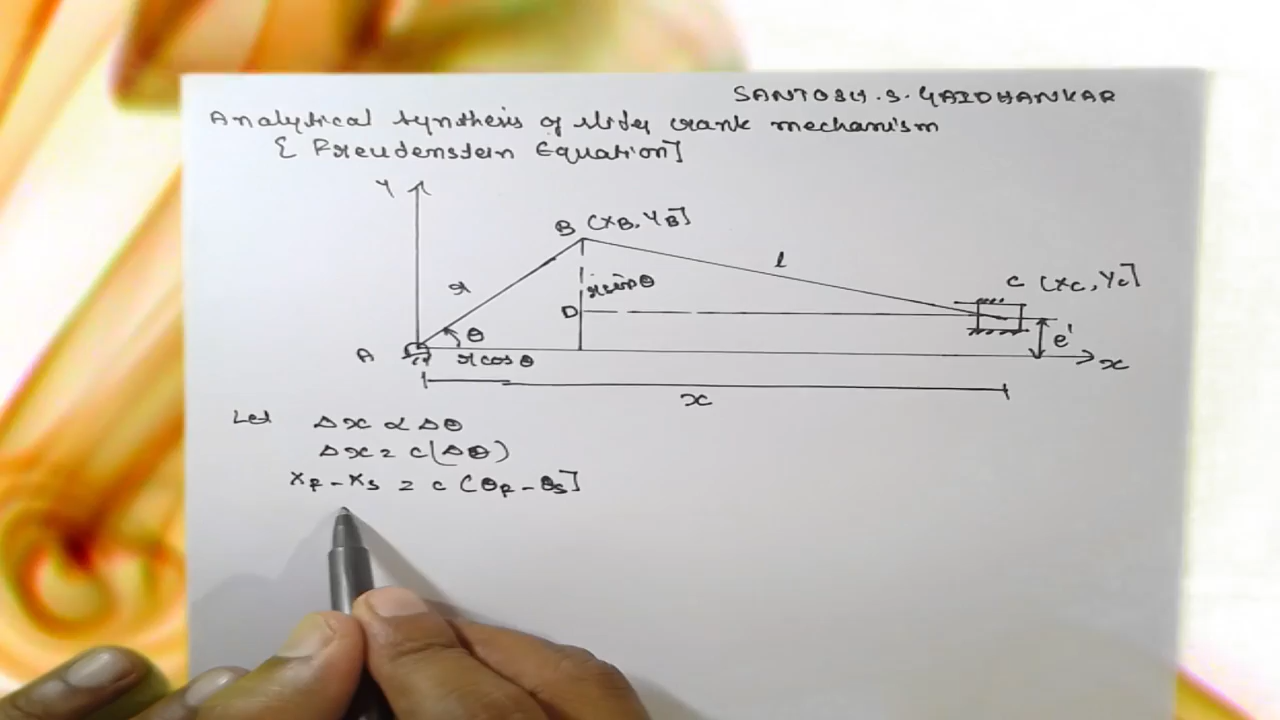 SANTOSH.S.GAIDHANKAR
Analytical synthesis of slider crank mechanism
[ Freudenstein Equation]
Y
B (XB, YB]
l
r
r sinθ
C (XC, YC]
D
θ
e'
A
r cos θ
x
x
Let Δx ∝ Δθ
Δx = c(Δθ)
XF - XS = c (θF - θS]